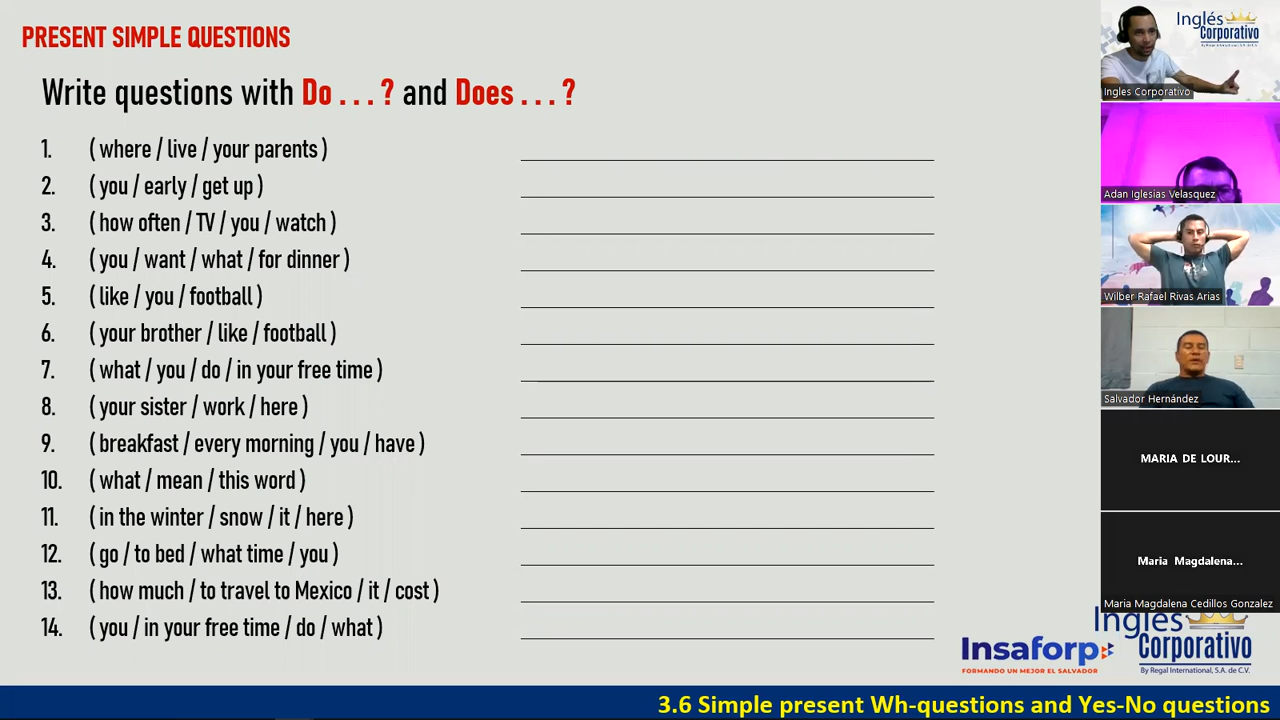 PRESENT SIMPLE QUESTIONS
Write questions with Do . . . ? and Does . . . ?
1. ( where / live / your parents )
2. ( you / early / get up )
3. ( how often / TV / you / watch )
4. ( you / want / what / for dinner )
5. ( like / you / football )
6. ( your brother / like / football )
7. ( what / you / do / in your free time )
8. ( your sister / work / here )
9. ( breakfast / every morning / you / have )
10. ( what / mean / this word )
11. ( in the winter / snow / it / here )
12. ( go / to bed / what time / you )
13. ( how much / to travel to Mexico / it / cost )
14. ( you / in your free time / do / what )
Inglés
Corporativo
By Regal International, S.A. de C.V.
Ingles Corporativo
Adan Iglesias Velasquez
Wilber Rafael Rivas Arias
Salvador Hernández
MARIA DE LOUR...
Maria Magdalena...
Maria Magdalena Cedillos Gonzalez
Insaforp
FORMANDO UN MEJOR EL SALVADOR
Inglés
Corporativo
By Regal International, S.A. de C.V.
3.6 Simple present Wh-questions and Yes-No questions